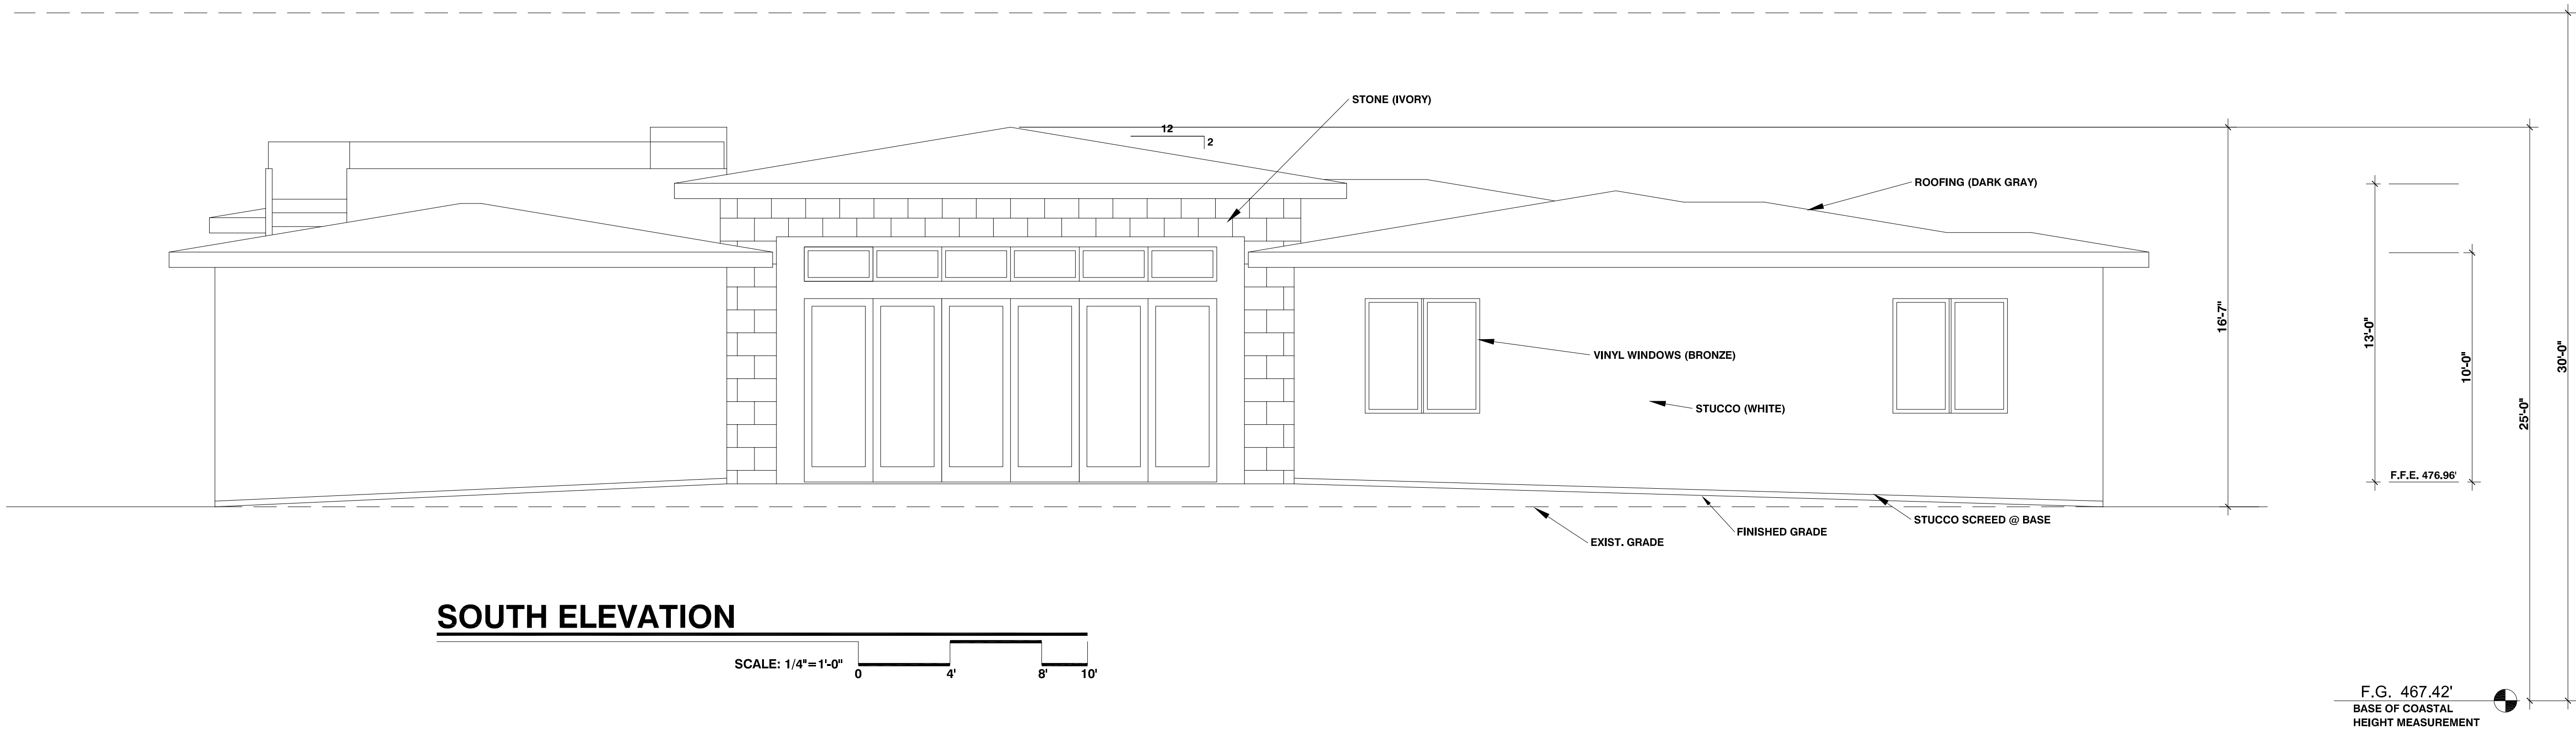 STONE (IVORY)
12
2
ROOFING (DARK GRAY)
16'-7"
13'-0"
10'-0"
25'-0"
30'-0"
VINYL WINDOWS (BRONZE)
STUCCO (WHITE)
F.F.E. 476.96'
STUCCO SCREED @ BASE
FINISHED GRADE
EXIST. GRADE
SOUTH ELEVATION
SCALE: 1/4"=1'-0"
0 4' 8' 10'
F.G. 467.42'
BASE OF COASTAL
HEIGHT MEASUREMENT